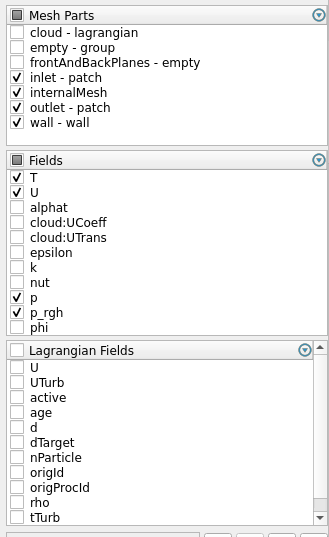 Mesh Parts
cloud - lagrangian
empty - group
frontAndBackPlanes - empty
inlet - patch
internalMesh
outlet - patch
wall - wall
Fields
T
U
alphat
cloud:UCoeff
cloud:UTrans
epsilon
k
nut
p
p_rgh
phi
Lagrangian Fields
U
UTurb
active
age
d
dTarget
nParticle
origId
origProcId
rho
tTurb